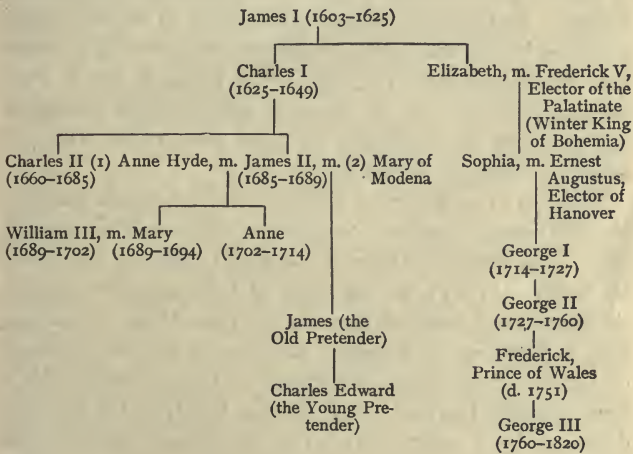 James I (1603–1625)
Charles I
(1625–1649)
Elizabeth, m. Frederick V,
Elector of the
Palatinate
(Winter King
of Bohemia)
Charles II (1) Anne Hyde, m. James II, m. (2) Mary of
(1660–1685) (1685–1689) Modena
Sophia, m. Ernest
Augustus,
Elector of
Hanover
William III, m. Mary Anne
(1689–1702) (1689–1694) (1702–1714)
George I
(1714–1727)
George II
(1727–1760)
James (the
Old Pretender)
Frederick,
Prince of Wales
(d. 1751)
Charles Edward
(the Young Pre-
tender)
George III
(1760–1820)